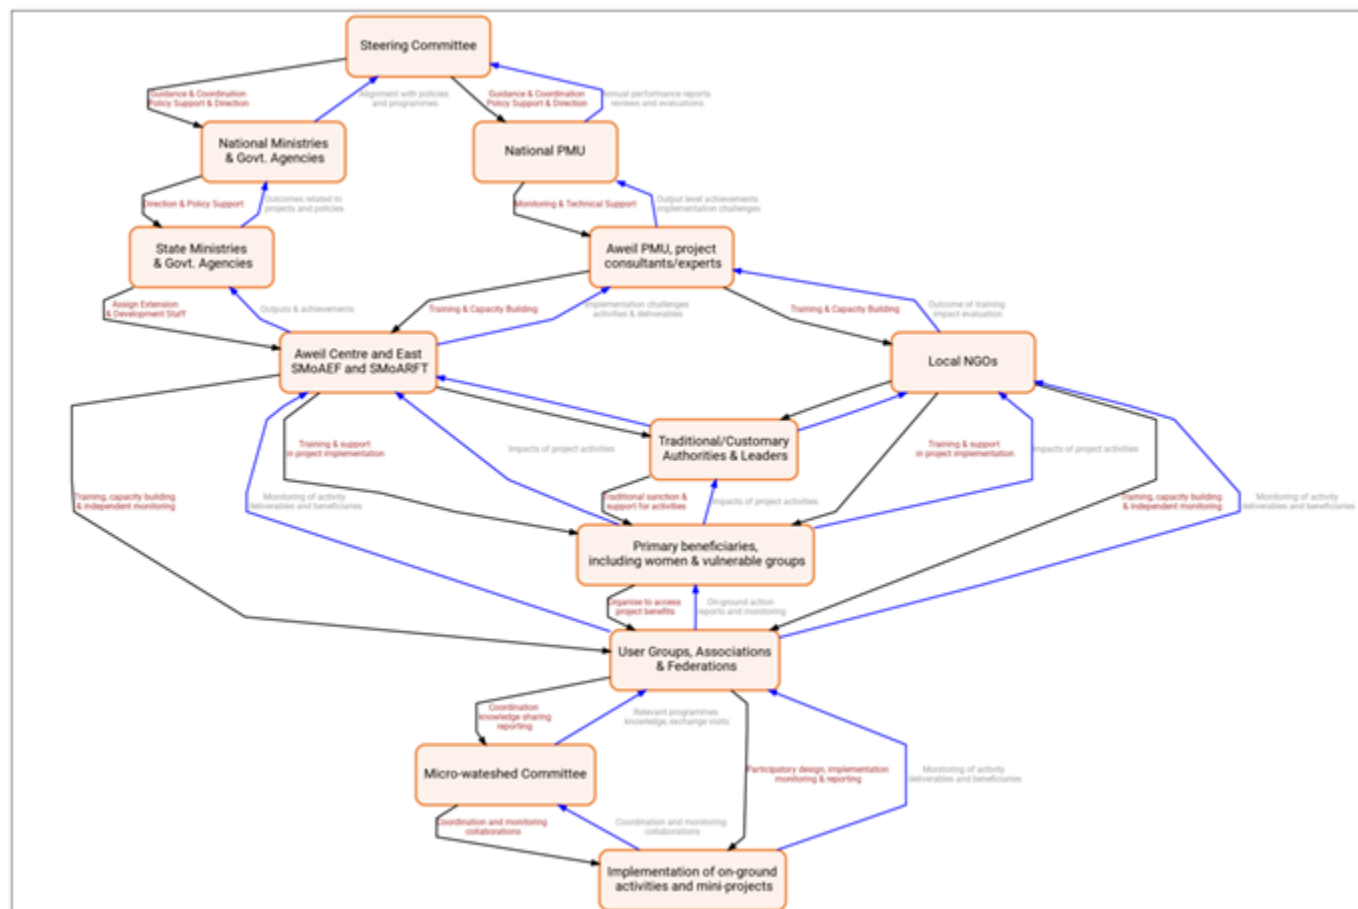 Steering Committee
Guidance & Coordination
Policy Support & Direction
Alignment with policies
and programmes
Guidance & Coordination
Policy Support & Direction
Annual performance reports
reviews and evaluations
National Ministries
& Govt. Agencies
National PMU
Direction & Policy Support
Outcomes related to
projects and policies
Monitoring & Technical Support
Output level achievements
implementation challenges
State Ministries
& Govt. Agencies
Aweil PMU, project
consultants/experts
Assign Extension
& Development Staff
Outputs & achievements
Training & Capacity Building
Implementation challenges
activities & deliverables
Training & Capacity Building
Outcome of training
impact evaluation
Aweil Centre and East
SMoAEF and SMoARFT
Local NGOs
Traditional/Customary
Authorities & Leaders
Training & support
in project implementation
Impacts of project activities
Training & support
in project implementation
Impacts of project activities
Training, capacity building
& independent monitoring
Monitoring of activity
deliverables and beneficiaries
Traditional sanction &
support for activities
Impacts of project activities
Training, capacity building
& independent monitoring
Monitoring of activity
deliverables and beneficiaries
Primary beneficiaries,
including women & vulnerable groups
Organise to access
project benefits
On-ground action
reports and monitoring
User Groups, Associations
& Federations
Coordination
knowledge sharing
reporting
Relevant programmes
knowledge, exchange visits
Micro-wateshed Committee
Participatory design, implementation
monitoring & reporting
Monitoring of activity
deliverables and beneficiaries
Coordination and monitoring
collaborations
Coordination and monitoring
collaborations
Implementation of on-ground
activities and mini-projects